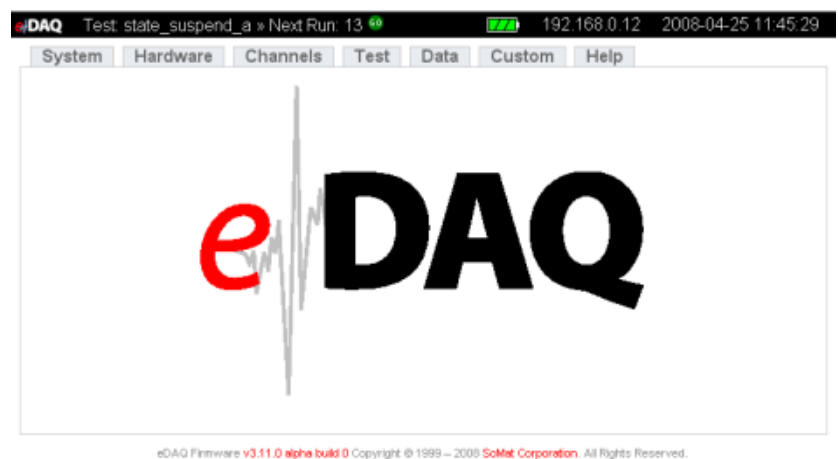 eDAQ Test: state_suspend_a » Next Run: 13 GO 192.168.0.12 2008-04-25 11:45:29
System Hardware Channels Test Data Custom Help
eDAQ
eDAQ Firmware v3.11.0 alpha build 0 Copyright © 1999 – 2008 SoMat Corporation. All Rights Reserved.